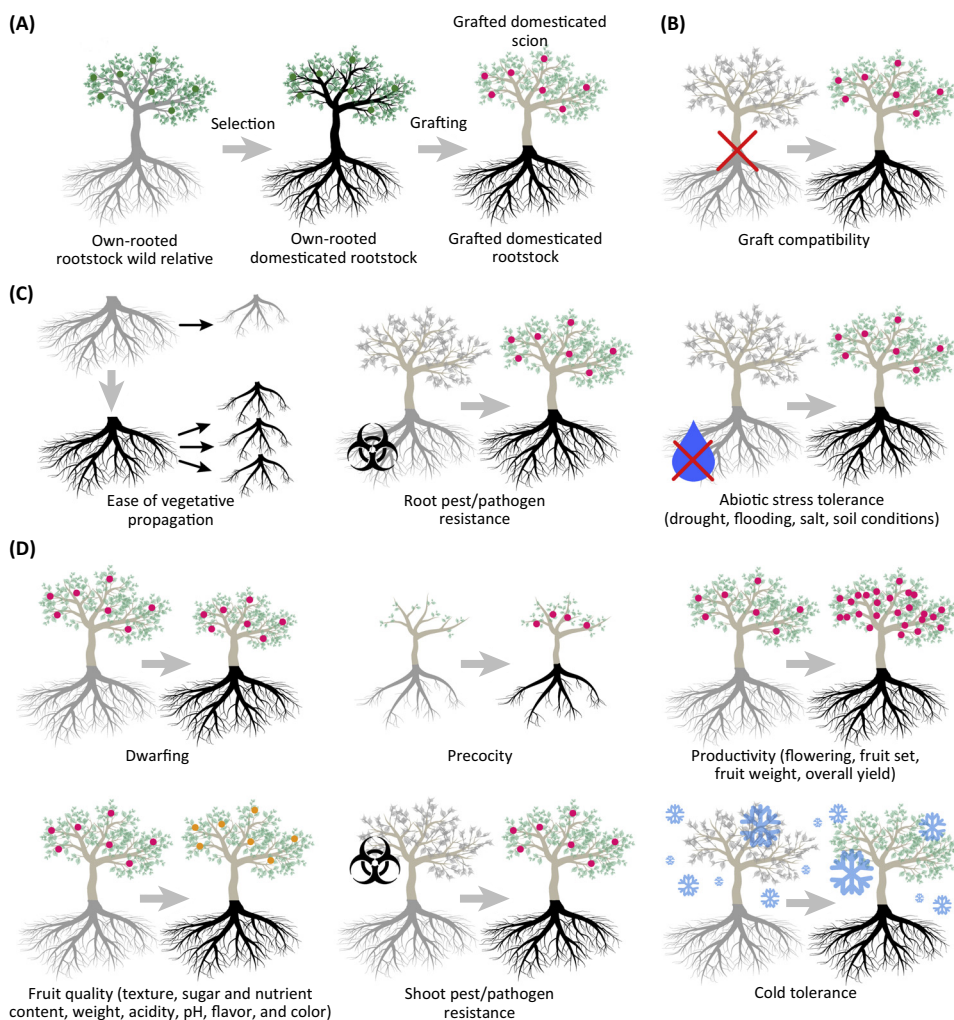 (A)
Grafted domesticated
scion
Selection
Grafting
Own-rooted
rootstock wild relative
Own-rooted
domesticated rootstock
Grafted domesticated
rootstock
(B)
Graft compatibility
(C)
Ease of vegetative
propagation
Root pest/pathogen
resistance
Abiotic stress tolerance
(drought, flooding, salt, soil conditions)
(D)
Dwarfing
Precocity
Productivity (flowering, fruit set,
fruit weight, overall yield)
Fruit quality (texture, sugar and nutrient
content, weight, acidity, pH, flavor, and color)
Shoot pest/pathogen
resistance
Cold tolerance